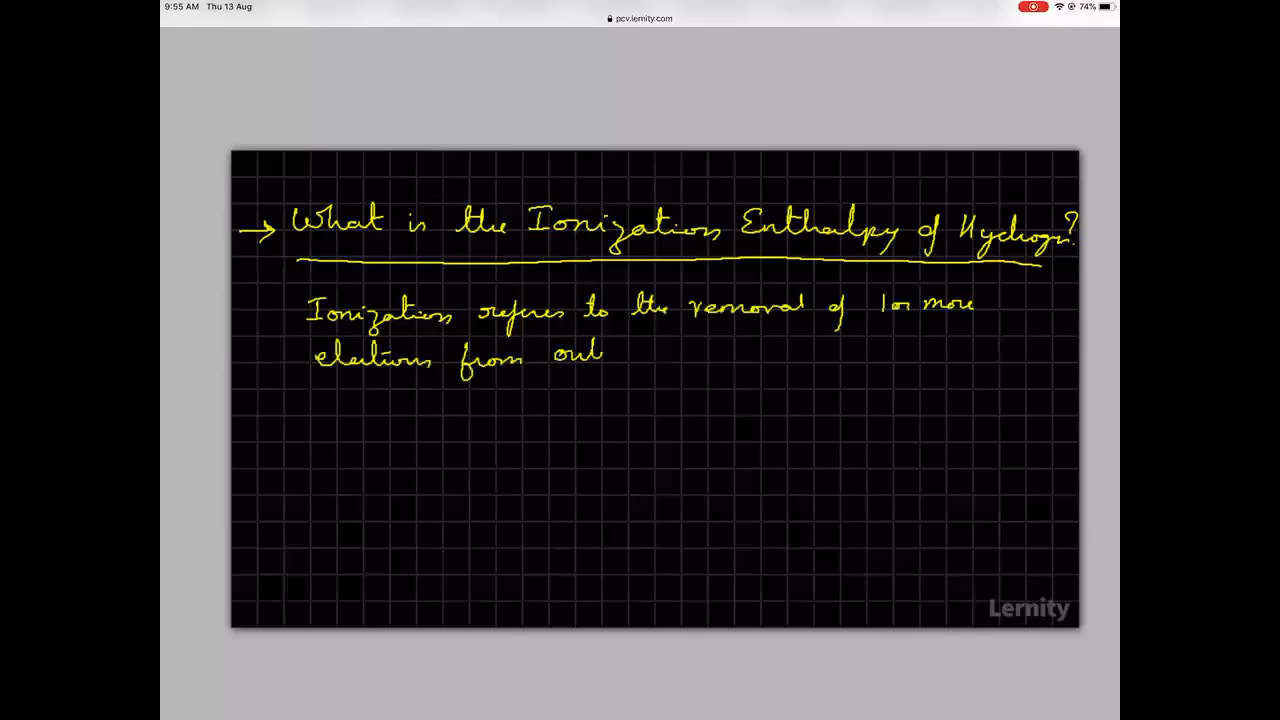 9:55 AM Thu 13 Aug
74%
pcv.lernity.com
→ What is the Ionization Enthalpy of Hydrogen?
Ionization referes to the removal of 1 or more
electrons from out
Lernity